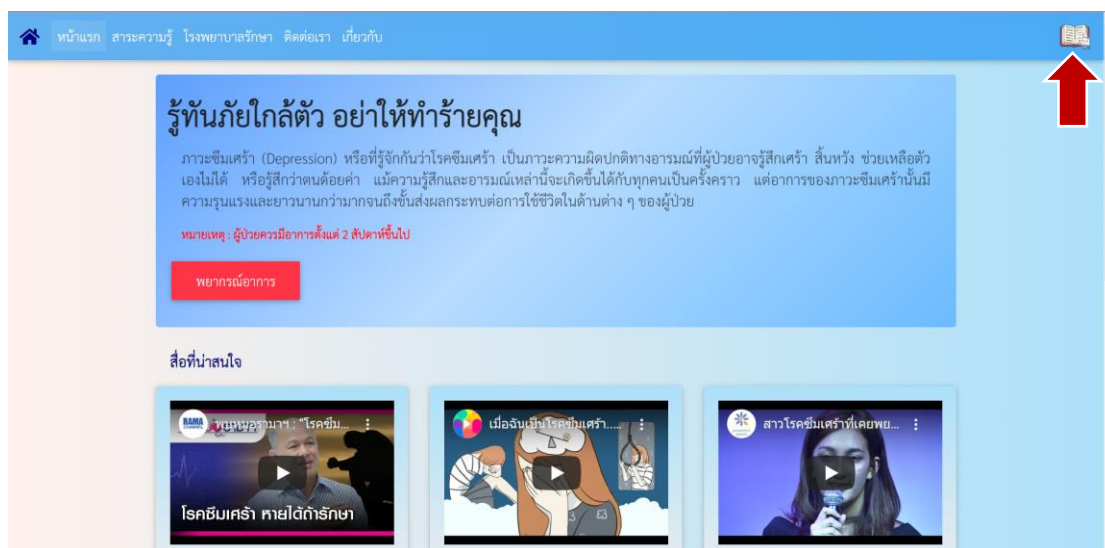 หน้าแรก สาระความรู้ โรงพยาบาลรักษา ติดต่อเรา เกี่ยวกับ
รู้ทันภัยใกล้ตัว อย่าให้ทำร้ายคุณ
ภาวะซึมเศร้า (Depression) หรือที่รู้จักกันว่าโรคซึมเศร้า เป็นภาวะความผิดปกติทางอารมณ์ที่ผู้ป่วยอาจรู้สึกเศร้า สิ้นหวัง ช่วยเหลือตัว
เองไม่ได้ หรือรู้สึกว่าตนด้อยค่า แม้ความรู้สึกและอารมณ์เหล่านี้จะเกิดขึ้นได้กับทุกคนเป็นครั้งคราว แต่อาการของภาวะซึมเศร้านั้นมี
ความรุนแรงและยาวนานกว่ามากจนถึงขั้นส่งผลกระทบต่อการใช้ชีวิตในด้านต่าง ๆ ของผู้ป่วย
หมายเหตุ : ผู้ป่วยควรมีอาการตั้งแต่ 2 สัปดาห์ขึ้นไป
พยากรณ์อาการ
สื่อที่น่าสนใจ
RAMA พบหมอรามาฯ : "โรคซึม...
โรคซึมเศร้า หายได้ถ้ารักษา
เมื่อฉันเป็นโรคซึมเศร้า....
สาวโรคซึมเศร้าที่เคยพย...